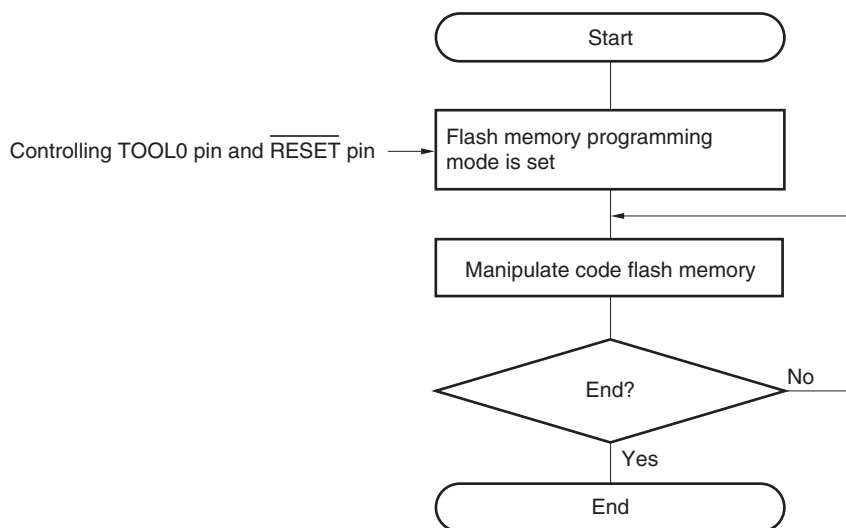 Start
Controlling TOOL0 pin and RESET pin
Flash memory programming
mode is set
Manipulate code flash memory
End?
No
Yes
End